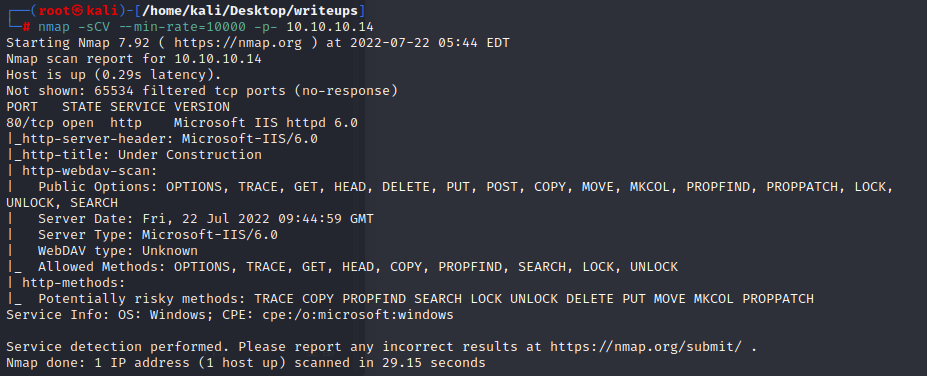 ┌──(root㉿kali)-[/home/kali/Desktop/writeups]
└─# nmap -sCV --min-rate=10000 -p- 10.10.10.14
Starting Nmap 7.92 ( https://nmap.org ) at 2022-07-22 05:44 EDT
Nmap scan report for 10.10.10.14
Host is up (0.29s latency).
Not shown: 65534 filtered tcp ports (no-response)
PORT   STATE SERVICE VERSION
80/tcp open  http    Microsoft IIS httpd 6.0
|_http-server-header: Microsoft-IIS/6.0
|_http-title: Under Construction
| http-webdav-scan:
|   Public Options: OPTIONS, TRACE, GET, HEAD, DELETE, PUT, POST, COPY, MOVE, MKCOL, PROPFIND, PROPPATCH, LOCK,
UNLOCK, SEARCH
|   Server Date: Fri, 22 Jul 2022 09:44:59 GMT
|   Server Type: Microsoft-IIS/6.0
|   WebDAV type: Unknown
|_  Allowed Methods: OPTIONS, TRACE, GET, HEAD, COPY, PROPFIND, SEARCH, LOCK, UNLOCK
| http-methods:
|_  Potentially risky methods: TRACE COPY PROPFIND SEARCH LOCK UNLOCK DELETE PUT MOVE MKCOL PROPPATCH
Service Info: OS: Windows; CPE: cpe:/o:microsoft:windows

Service detection performed. Please report any incorrect results at https://nmap.org/submit/ .
Nmap done: 1 IP address (1 host up) scanned in 29.15 seconds